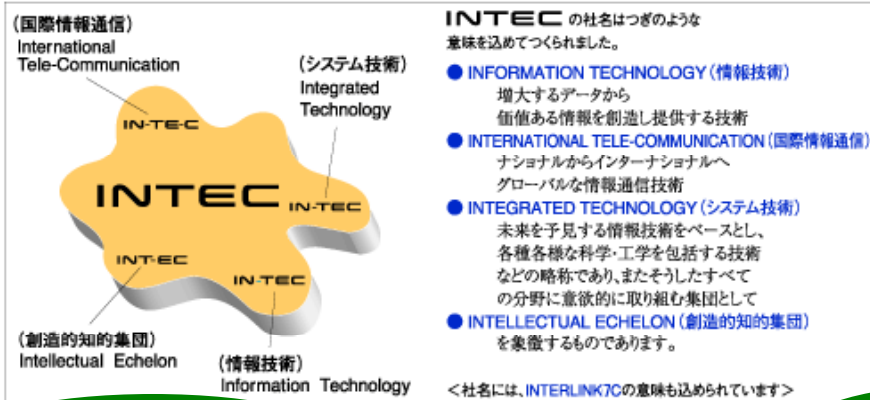 (国際情報通信)
International
Tele-Communication
(システム技術)
Integrated
Technology
IN-TE-C
INTEC
IN-TEC
INT-EC
IN-TEC
(創造的知的集団)
Intellectual Echelon
(情報技術)
Information Technology
INTEC の社名はつぎのような
意味を込めてつくられました。
● INFORMATION TECHNOLOGY(情報技術)
増大するデータから
価値ある情報を創造し提供する技術
● INTERNATIONAL TELE-COMMUNICATION(国際情報通信)
ナショナルからインターナショナルへ
グローバルな情報通信技術
● INTEGRATED TECHNOLOGY(システム技術)
未来を予見する情報技術をベースとし、
各種各様な科学・工学を包括する技術
などの略称であり、またそうしたすべて
の分野に意欲的に取り組む集団として
● INTELLECTUAL ECHELON(創造的知的集団)
を象徴するものであります。
<社名には、INTERLINK7Cの意味も込められています>